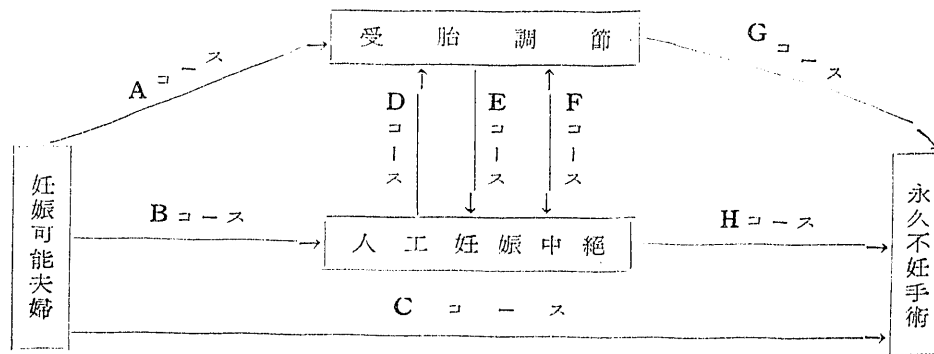 受胎調節
Aコース
Gコース
Dコース
Eコース
Fコース
妊娠可能夫婦
永久不妊手術
Bコース
Hコース
人工妊娠中絶
Cコース